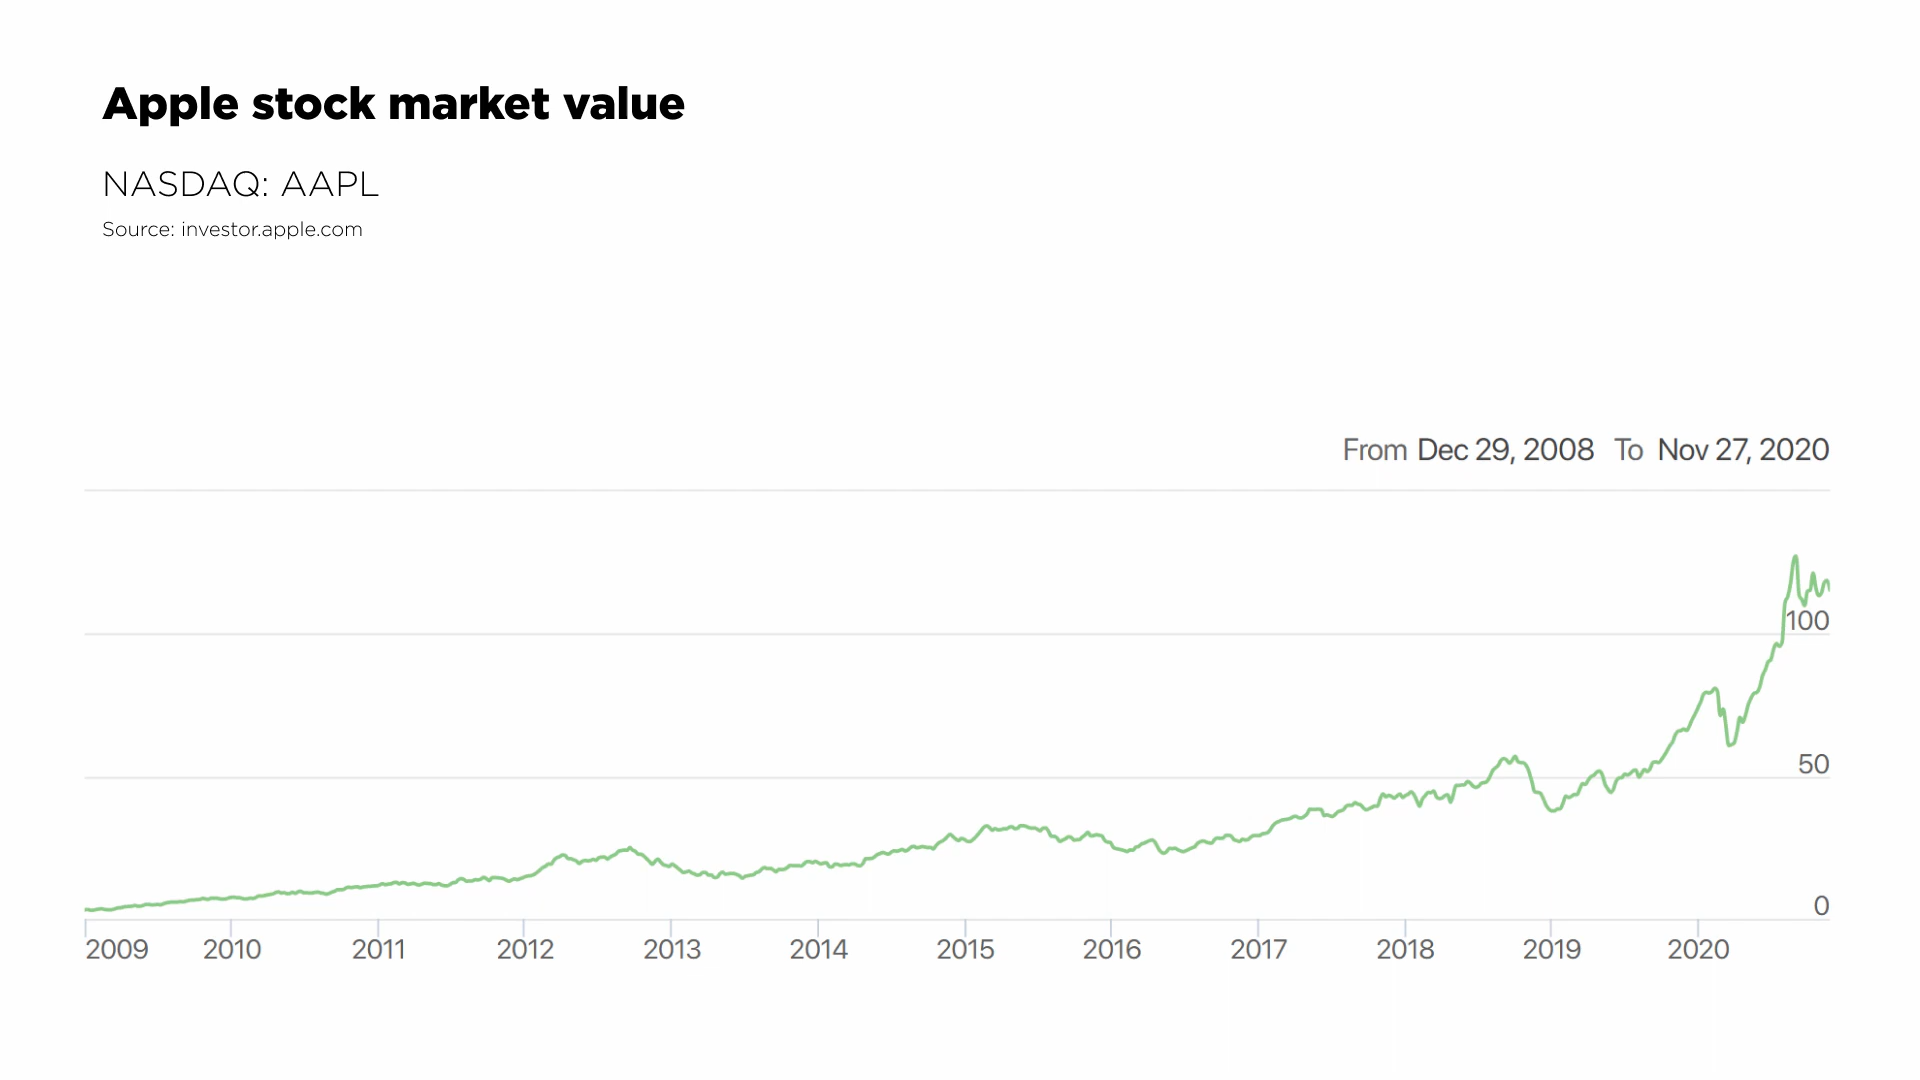 Apple stock market value
NASDAQ: AAPL
Source: investor.apple.com
From Dec 29, 2008 To Nov 27, 2020
100
50
0
2009 2010 2011 2012 2013 2014 2015 2016 2017 2018 2019 2020